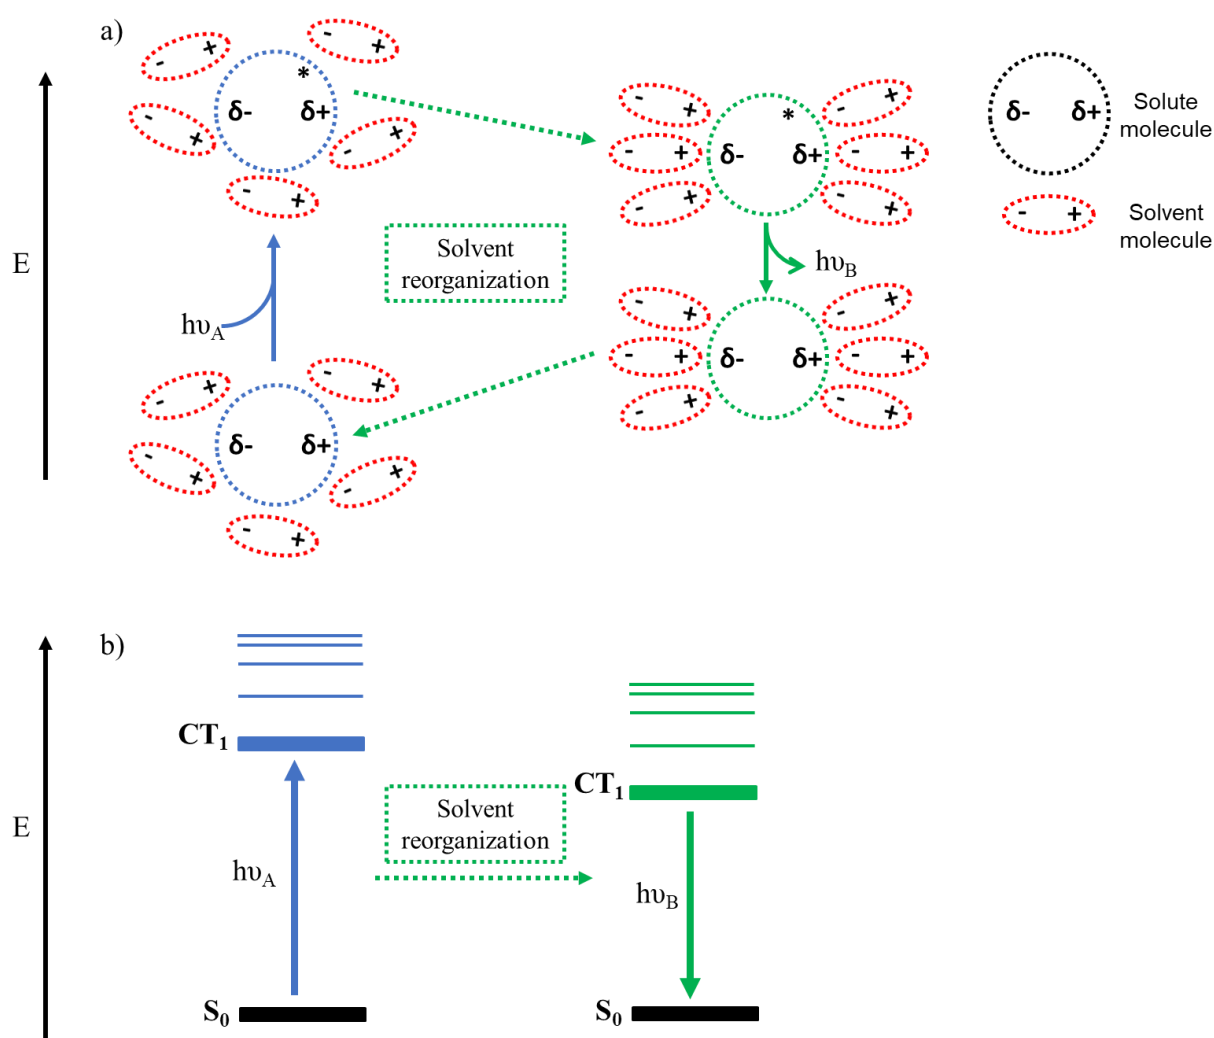 a)
- +
- +
*
δ- δ+
- +
- +
- +
E
hυA
Solvent
reorganization
- +
- +
δ- δ+
- +
- +
- +
- +
- +
*
- +
δ- δ+
- +
- +
- +
hυB
- +
- +
- +
δ- δ+
- +
- +
- +
δ- δ+
Solute
molecule
- +
Solvent
molecule
b)
E
CT1
hυA
S0
Solvent
reorganization
CT1
hυB
S0